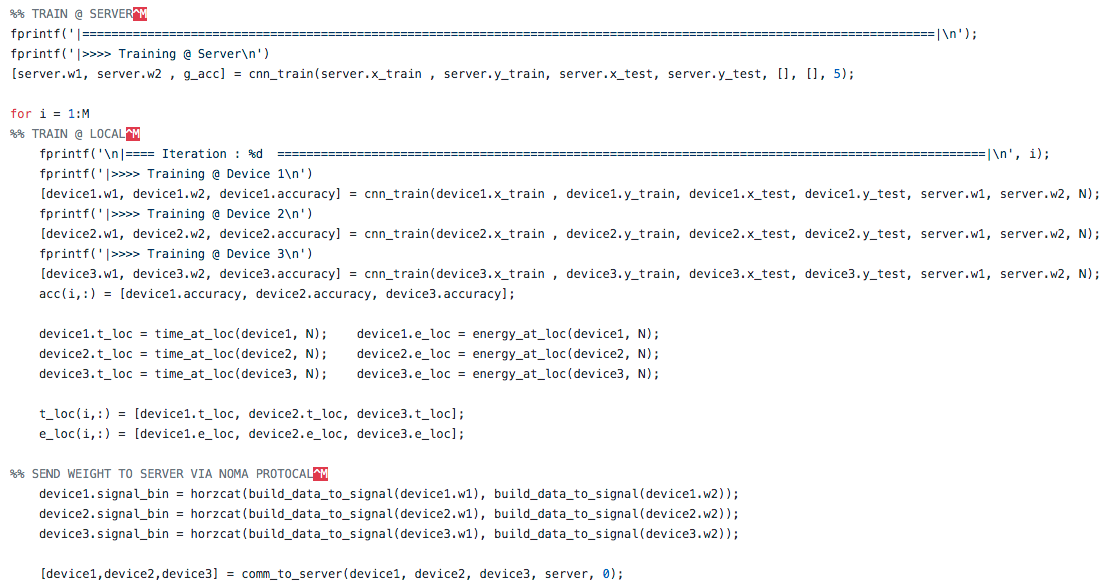 %% TRAIN @ SERVER^M
fprintf('|======================================================================================================================|\n');
fprintf('|>>>> Training @ Server\n')
[server.w1, server.w2 , g_acc] = cnn_train(server.x_train , server.y_train, server.x_test, server.y_test, [], [], 5);
for i = 1:M
%% TRAIN @ LOCAL^M
fprintf('\n|==== Iteration : %d  ==================================================================================================|\n', i);
fprintf('|>>>> Training @ Device 1\n')
[device1.w1, device1.w2, device1.accuracy] = cnn_train(device1.x_train , device1.y_train, device1.x_test, device1.y_test, server.w1, server.w2, N);
fprintf('|>>>> Training @ Device 2\n')
[device2.w1, device2.w2, device2.accuracy] = cnn_train(device2.x_train , device2.y_train, device2.x_test, device2.y_test, server.w1, server.w2, N);
fprintf('|>>>> Training @ Device 3\n')
[device3.w1, device3.w2, device3.accuracy] = cnn_train(device3.x_train , device3.y_train, device3.x_test, device3.y_test, server.w1, server.w2, N);
acc(i,:) = [device1.accuracy, device2.accuracy, device3.accuracy];
device1.t_loc = time_at_loc(device1, N);    device1.e_loc = energy_at_loc(device1, N);
device2.t_loc = time_at_loc(device2, N);    device2.e_loc = energy_at_loc(device2, N);
device3.t_loc = time_at_loc(device3, N);    device3.e_loc = energy_at_loc(device3, N);
t_loc(i,:) = [device1.t_loc, device2.t_loc, device3.t_loc];
e_loc(i,:) = [device1.e_loc, device2.e_loc, device3.e_loc];
%% SEND WEIGHT TO SERVER VIA NOMA PROTOCAL^M
device1.signal_bin = horzcat(build_data_to_signal(device1.w1), build_data_to_signal(device1.w2));
device2.signal_bin = horzcat(build_data_to_signal(device2.w1), build_data_to_signal(device2.w2));
device3.signal_bin = horzcat(build_data_to_signal(device3.w1), build_data_to_signal(device3.w2));
[device1,device2,device3] = comm_to_server(device1, device2, device3, server, 0);